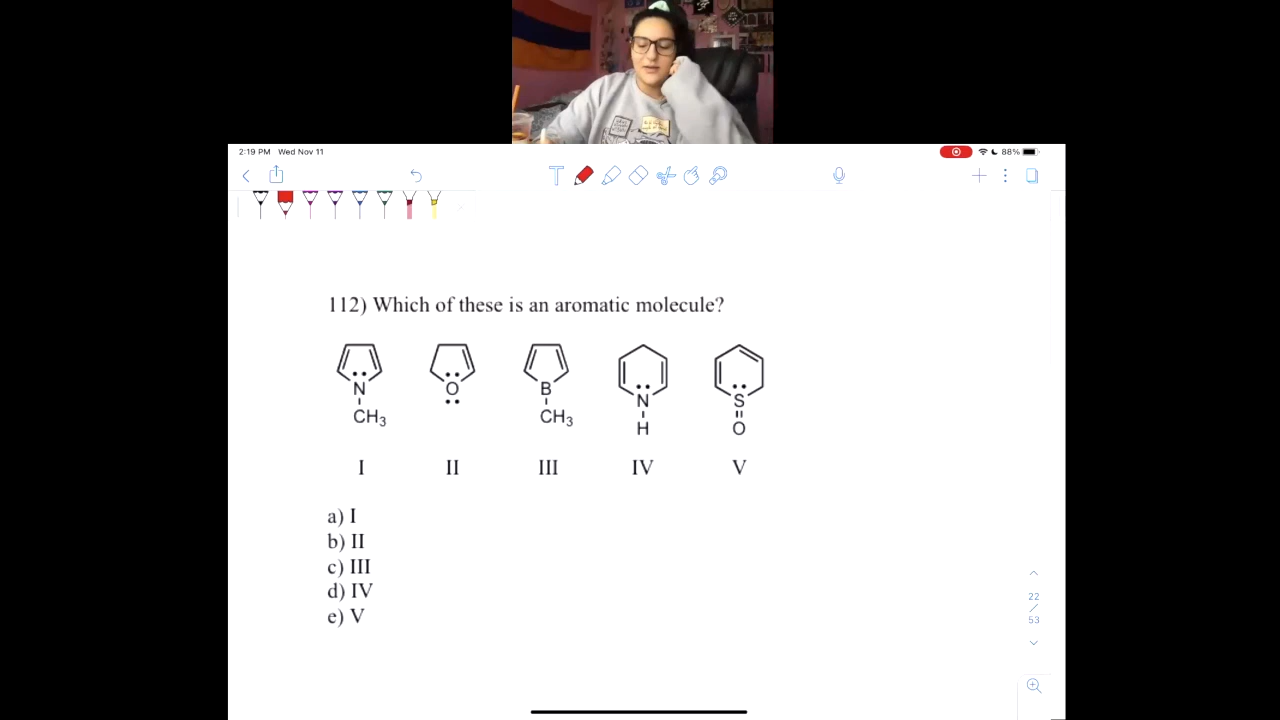 2:19 PM Wed Nov 11
88%
T
112) Which of these is an aromatic molecule?
N
CH3
O
B
CH3
N
H
S
O
I II III IV V
a) I
b) II
c) III
d) IV
e) V
22
/
53